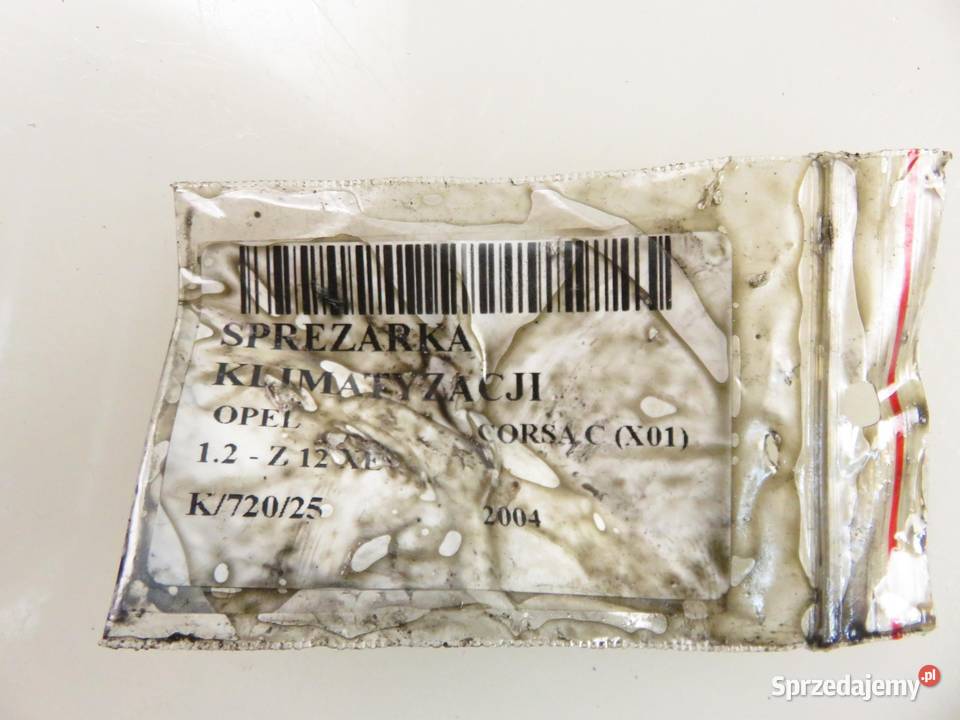 SPREZARKA
KLIMATYZACJI
OPEL CORSA C (X01)
1.2 - Z 12 XE
K/720/25 2004
Sprzedajemy.pl